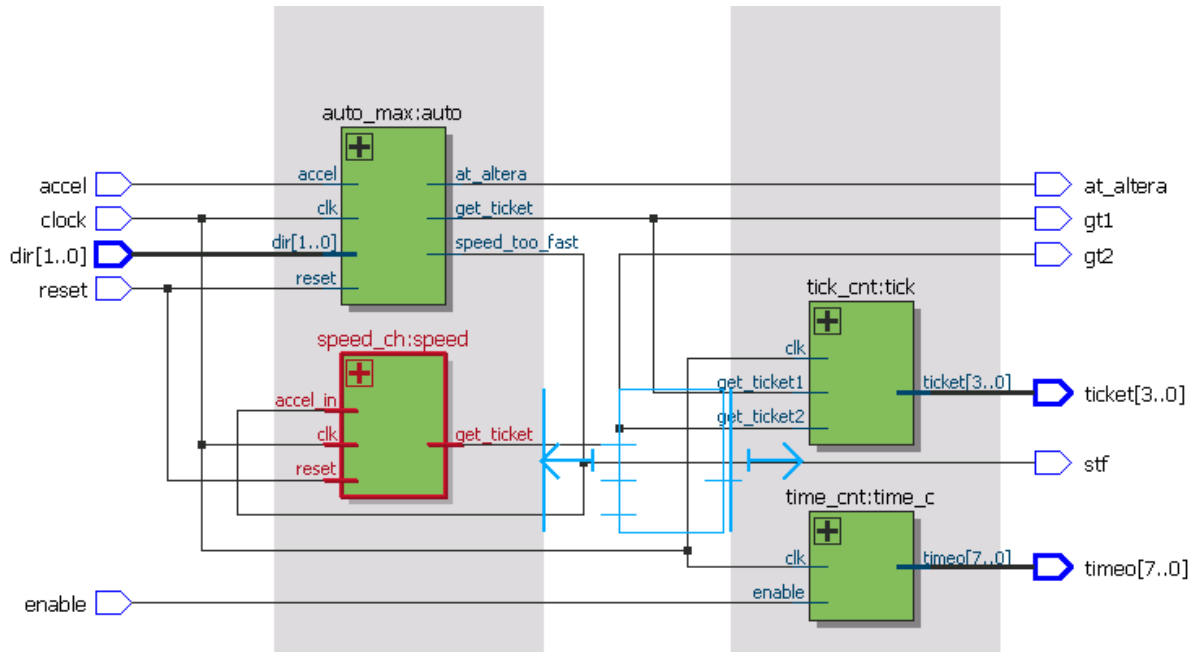 auto_max:auto
accel
accel
at_altera
at_altera
clock
clk
get_ticket
gt1
dir[1..0]
dir[1..0]
speed_too_fast
gt2
reset
reset
tick_cnt:tick
speed_ch:speed
clk
accel_in
get_ticket1
ticket[3..0]
ticket[3..0]
get_ticket2
clk
get_ticket
reset
stf
time_cnt:time_c
clk
timeo[7..0]
timeo[7..0]
enable
enable